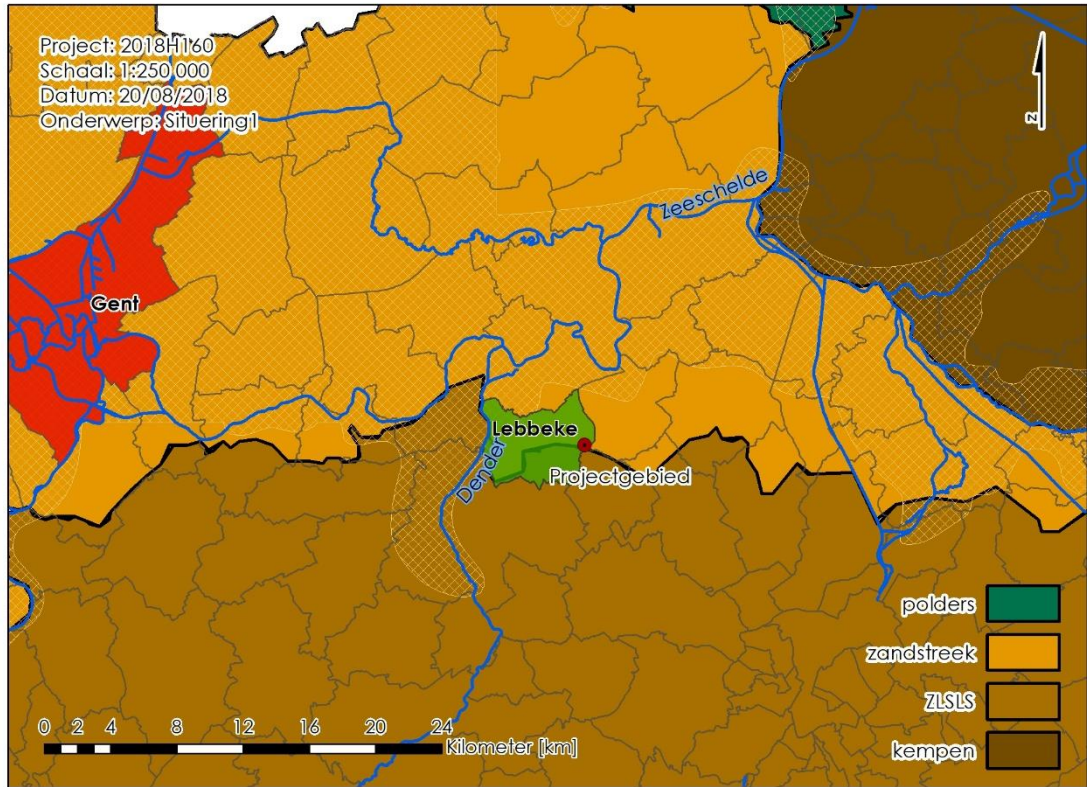 Project: 2018H160
Schaal: 1:250 000
Datum: 20/08/2018
Onderwerp: Situering1
N
Zeeschelde
Gent
Lebbeke
Dender
Projectgebied
polders
zandstreek
ZLSLS
kempen
0 2 4 8 12 16 20 24
Kilometer [km]